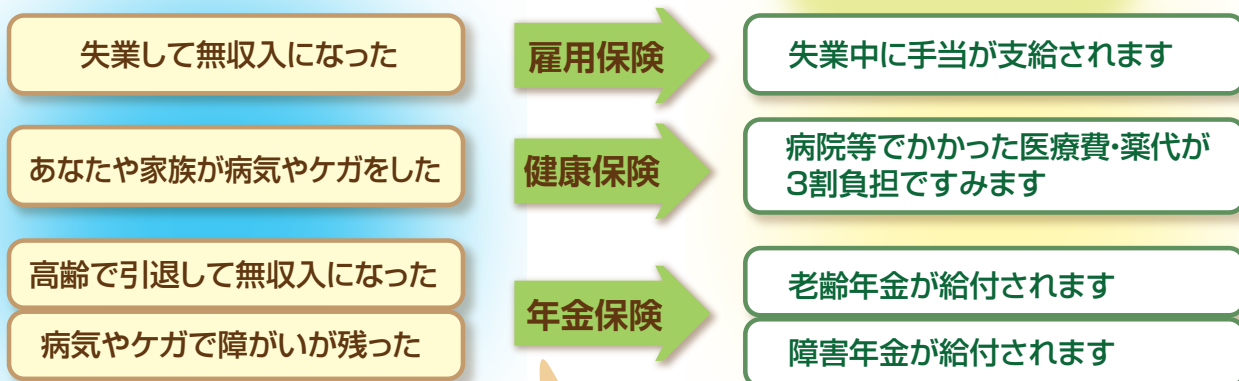 失業して無収入になった
雇用保険
失業中に手当が支給されます
あなたや家族が病気やケガをした
健康保険
病院等でかかった医療費・薬代が
3割負担ですみます
高齢で引退して無収入になった
病気やケガで障がいが残った
年金保険
老齢年金が給付されます
障害年金が給付されます